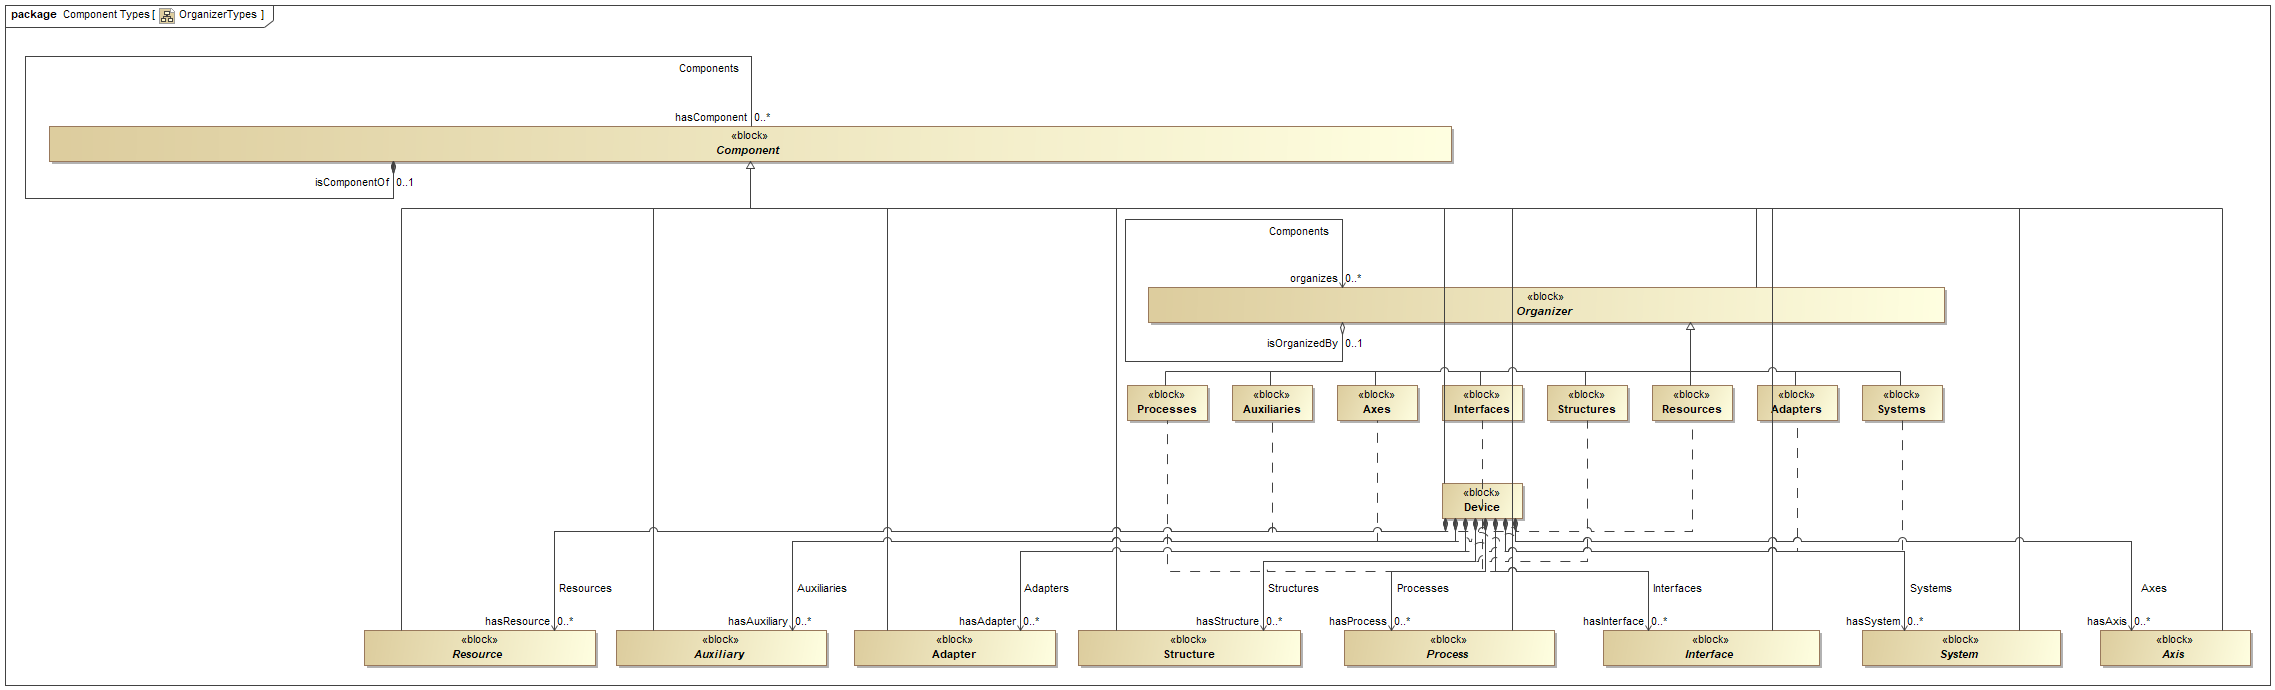 package Component Types [ OrganizerTypes ]
Components
hasComponent 0..*
«block»
Component
isComponentOf 0..1
Components
organizes 0..*
«block»
Organizer
isOrganizedBy 0..1
«block» «block» «block» «block» «block» «block» «block» «block»
Processes Auxiliaries Axes Interfaces Structures Resources Adapters Systems
«block»
Device
Resources Auxiliaries Adapters Structures Processes Interfaces Systems Axes
hasResource 0..* hasAuxiliary 0..* hasAdapter 0..* hasStructure 0..* hasProcess 0..* hasInterface 0..* hasSystem 0..* hasAxis 0..*
«block» «block» «block» «block» «block» «block» «block» «block»
Resource Auxiliary Adapter Structure Process Interface System Axis